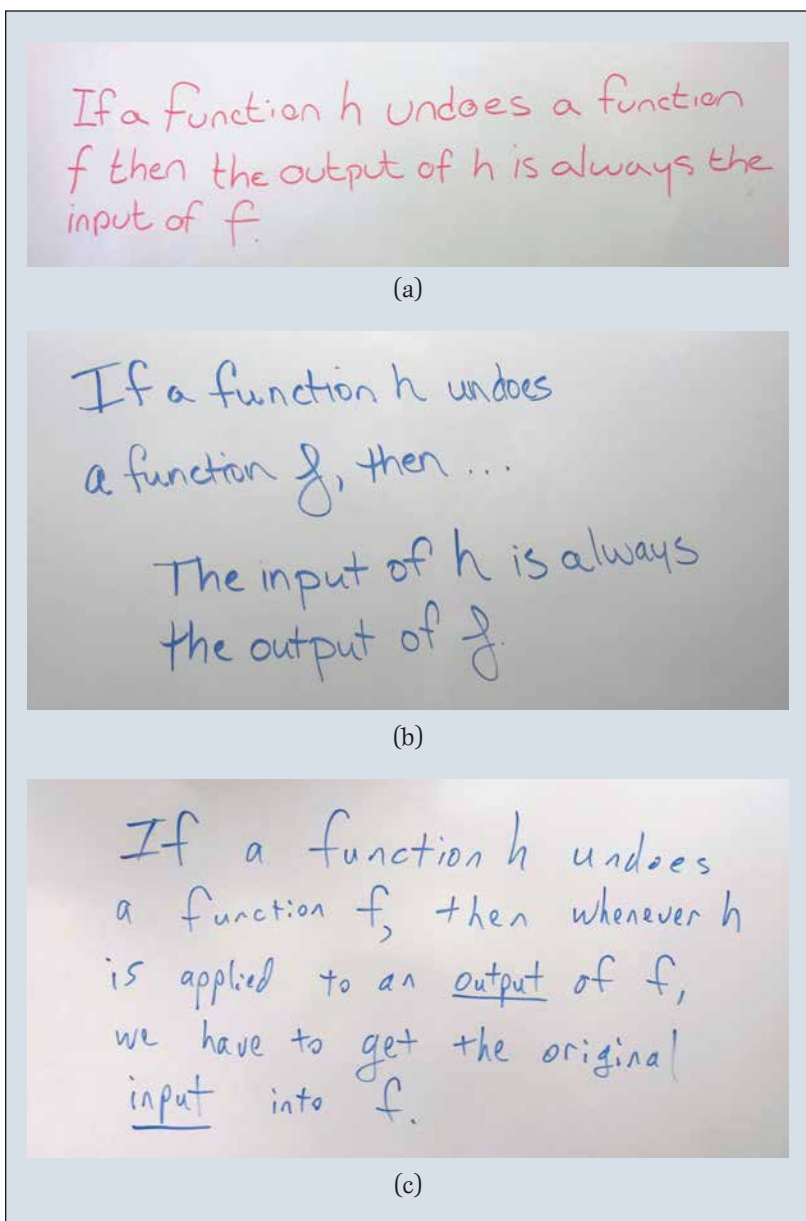 If a function h undoes a function
f then the output of h is always the
input of f.
(a)
If a function h undoes
a function f, then ...
The input of h is always
the output of f.
(b)
If a function h undoes
a function f, then whenever h
is applied to an output of f,
we have to get the original
input into f.
(c)